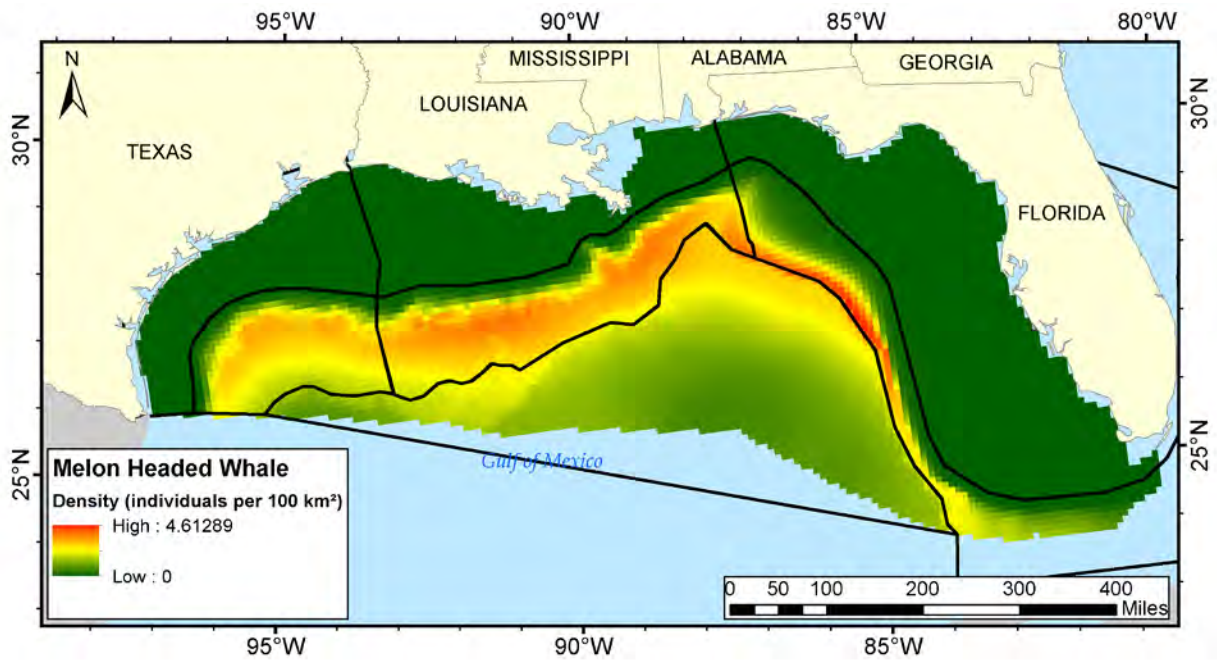 95°W 90°W 85°W 80°W
N
MISSISSIPPI ALABAMA GEORGIA
LOUISIANA
TEXAS
30°N 30°N
FLORIDA
25°N 25°N
Gulf of Mexico
Melon Headed Whale
Density (individuals per 100 km²)
High : 4.61289
Low : 0
0 50 100 200 300 400
Miles
95°W 90°W 85°W